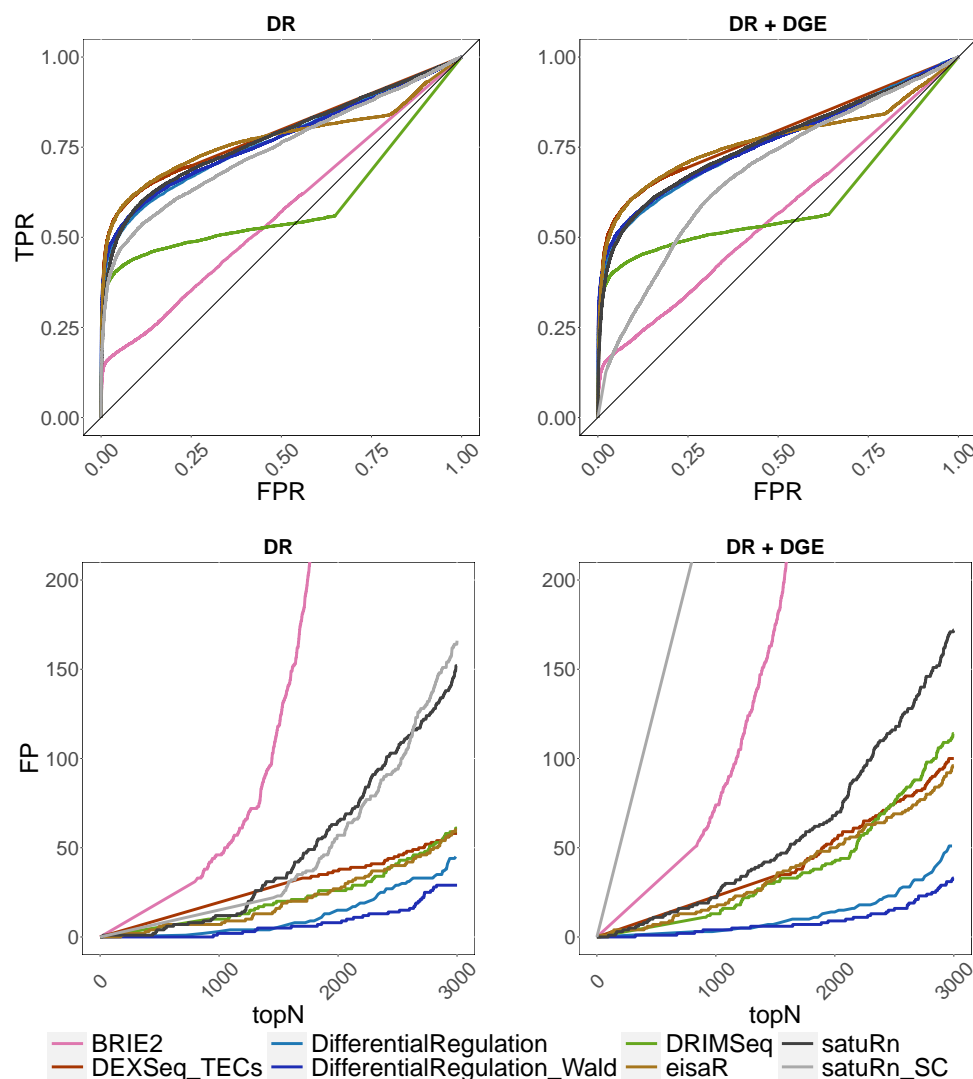 DR
DR + DGE
TPR
1.00
0.75
0.50
0.25
0.00
0.00 0.25 0.50 0.75 1.00
FPR
1.00
0.75
0.50
0.25
0.00
0.00 0.25 0.50 0.75 1.00
FPR
DR
DR + DGE
FP
200
150
100
50
0
0 1000 2000 3000
topN
200
150
100
50
0
0 1000 2000 3000
topN
BRIE2 DifferentialRegulation DRIMSeq satuRn
DEXSeq_TECs DifferentialRegulation_Wald eisaR satuRn_SC